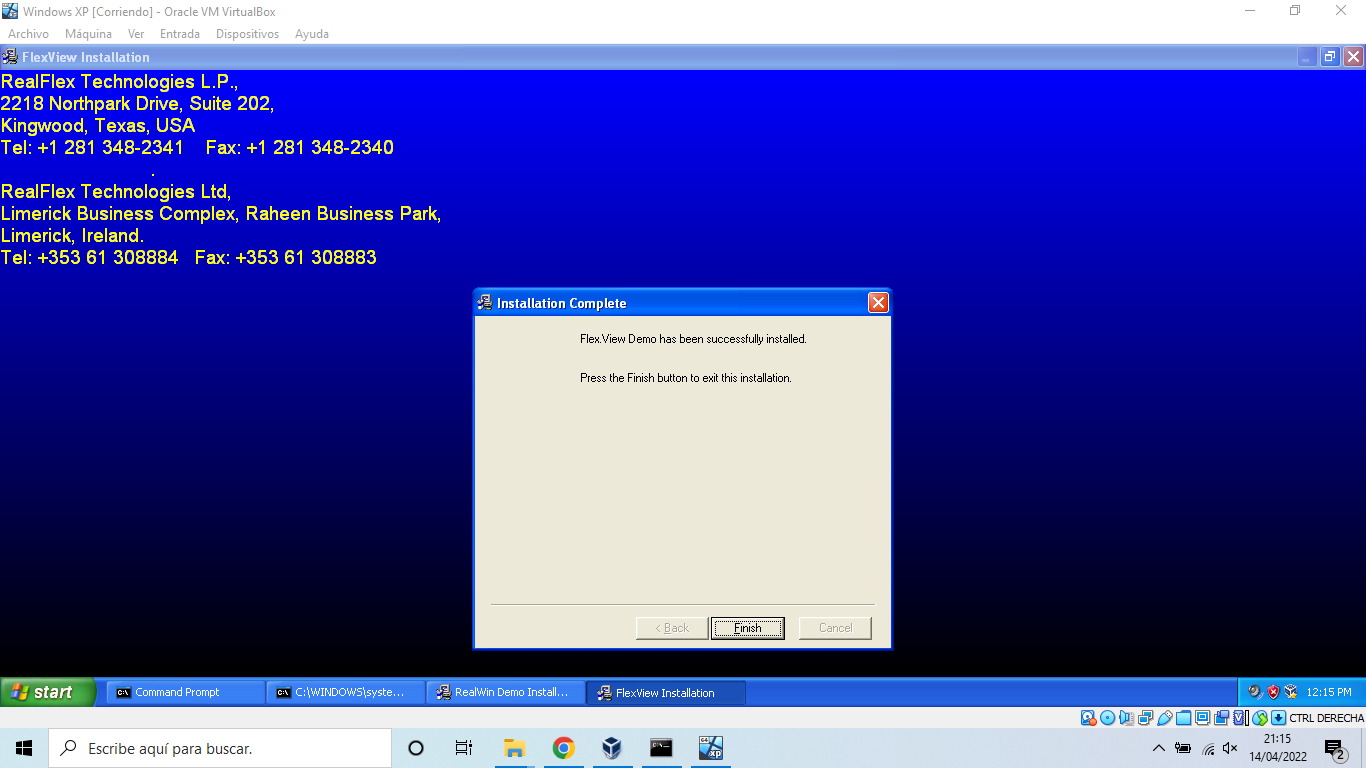 Windows XP [Corriendo] - Oracle VM VirtualBox
Archivo Máquina Ver Entrada Dispositivos Ayuda
FlexView Installation
RealFlex Technologies L.P.,
2218 Northpark Drive, Suite 202,
Kingwood, Texas, USA
Tel: +1 281 348-2341 Fax: +1 281 348-2340
.
RealFlex Technologies Ltd,
Limerick Business Complex, Raheen Business Park,
Limerick, Ireland.
Tel: +353 61 308884 Fax: +353 61 308883
Installation Complete
Flex.View Demo has been successfully installed.
Press the Finish button to exit this installation.
< Back Finish Cancel
start Command Prompt C:\WINDOWS\syste... RealWin Demo Install... FlexView Installation 12:15 PM
CTRL DERECHA
Escribe aquí para buscar.
21:15
14/04/2022
2